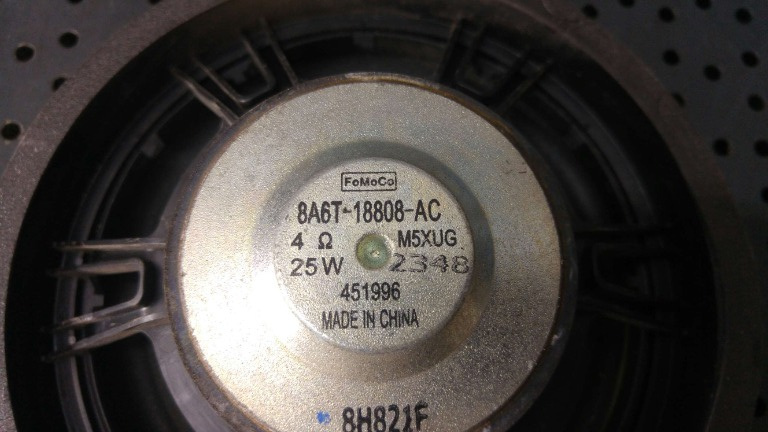 FoMoCo
8A6T-18808-AC
4 Ω M5XUG
25W 2348
451996
MADE IN CHINA
8H821F